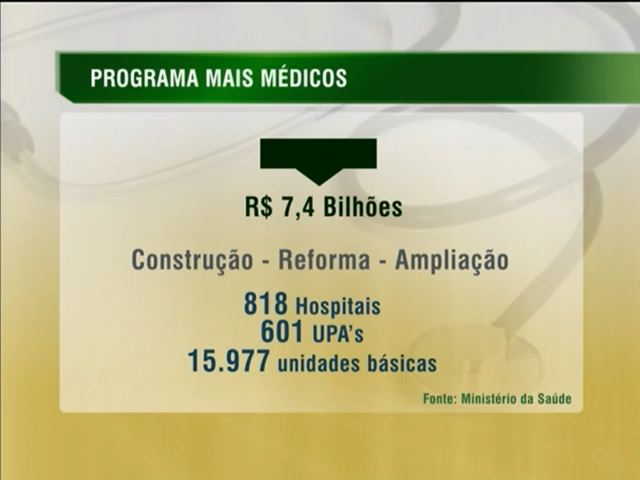 PROGRAMA MAIS MÉDICOS
R$ 7,4 Bilhões
Construção - Reforma - Ampliação
818 Hospitais
601 UPA's
15.977 unidades básicas
Fonte: Ministério da Saúde